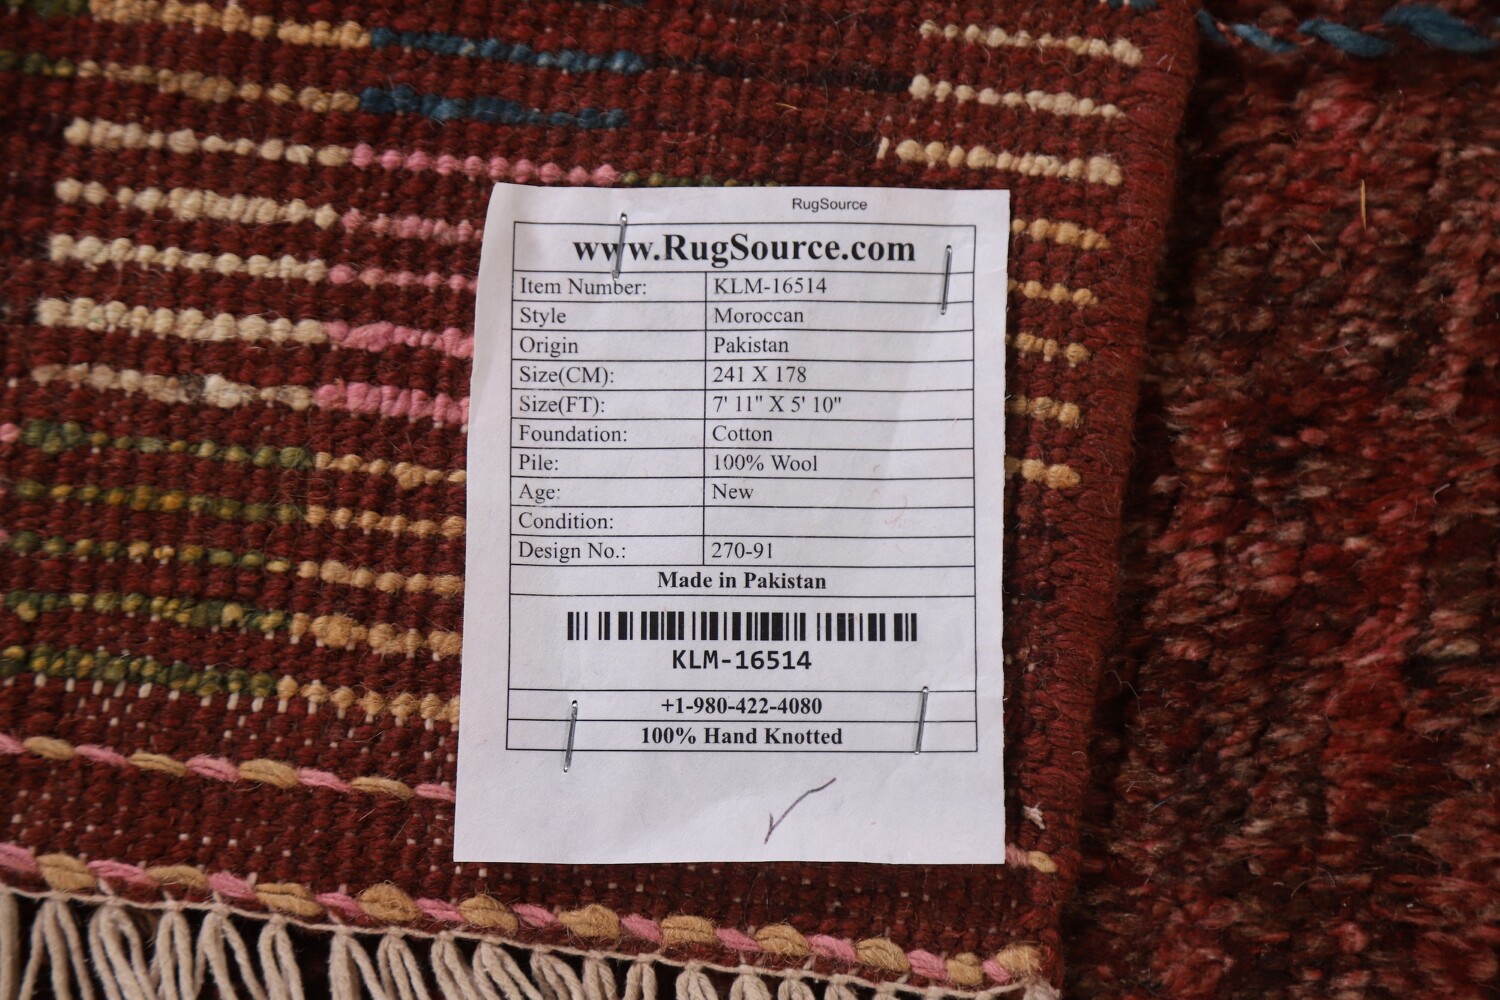 RugSource
www.RugSource.com
Item Number: KLM-16514
Style Moroccan
Origin Pakistan
Size(CM): 241 X 178
Size(FT): 7' 11" X 5' 10"
Foundation: Cotton
Pile: 100% Wool
Age: New
Condition:
Design No.: 270-91
Made in Pakistan
KLM-16514
+1-980-422-4080
100% Hand Knotted